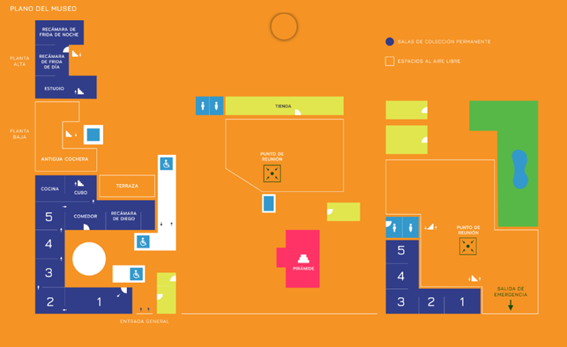 PLANO DEL MUSEO
RECÁMARA DE
FRIDA DE NOCHE
SALAS DE COLECCIÓN PERMANENTE
PLANTA
ALTA
RECÁMARA
DE FRIDA
DE DÍA
ESPACIOS AL AIRE LIBRE
ESTUDIO
TIENDA
PLANTA
BAJA
ANTIGUA COCHERA
PUNTO DE
REUNIÓN
COCINA
CUBO
TERRAZA
5
COMEDOR
RECÁMARA
DE DIEGO
PUNTO DE
REUNIÓN
4
5
3
PIRÁMIDE
4
2
1
3
2
1
SALIDA DE
EMERGENCIA
ENTRADA GENERAL